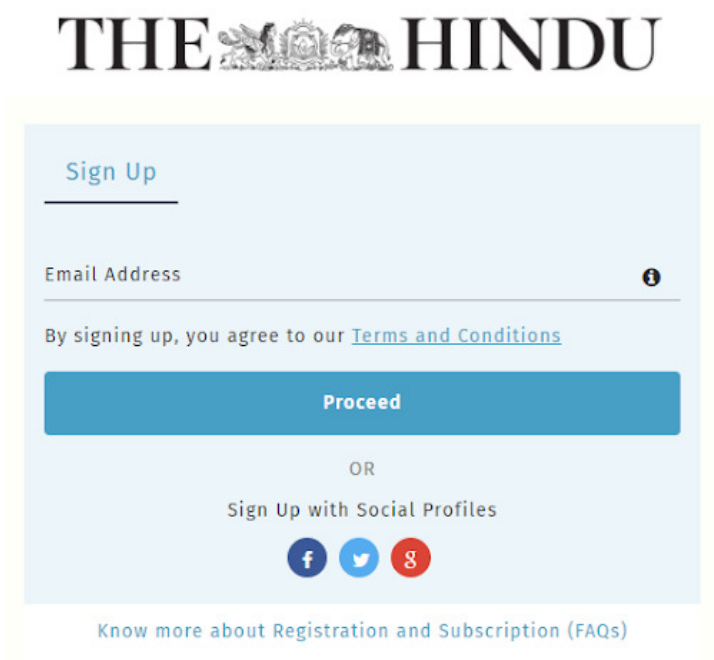 THE HINDU
Sign Up
Email Address
By signing up, you agree to our Terms and Conditions
Proceed
OR
Sign Up with Social Profiles
f
g
Know more about Registration and Subscription (FAQs)